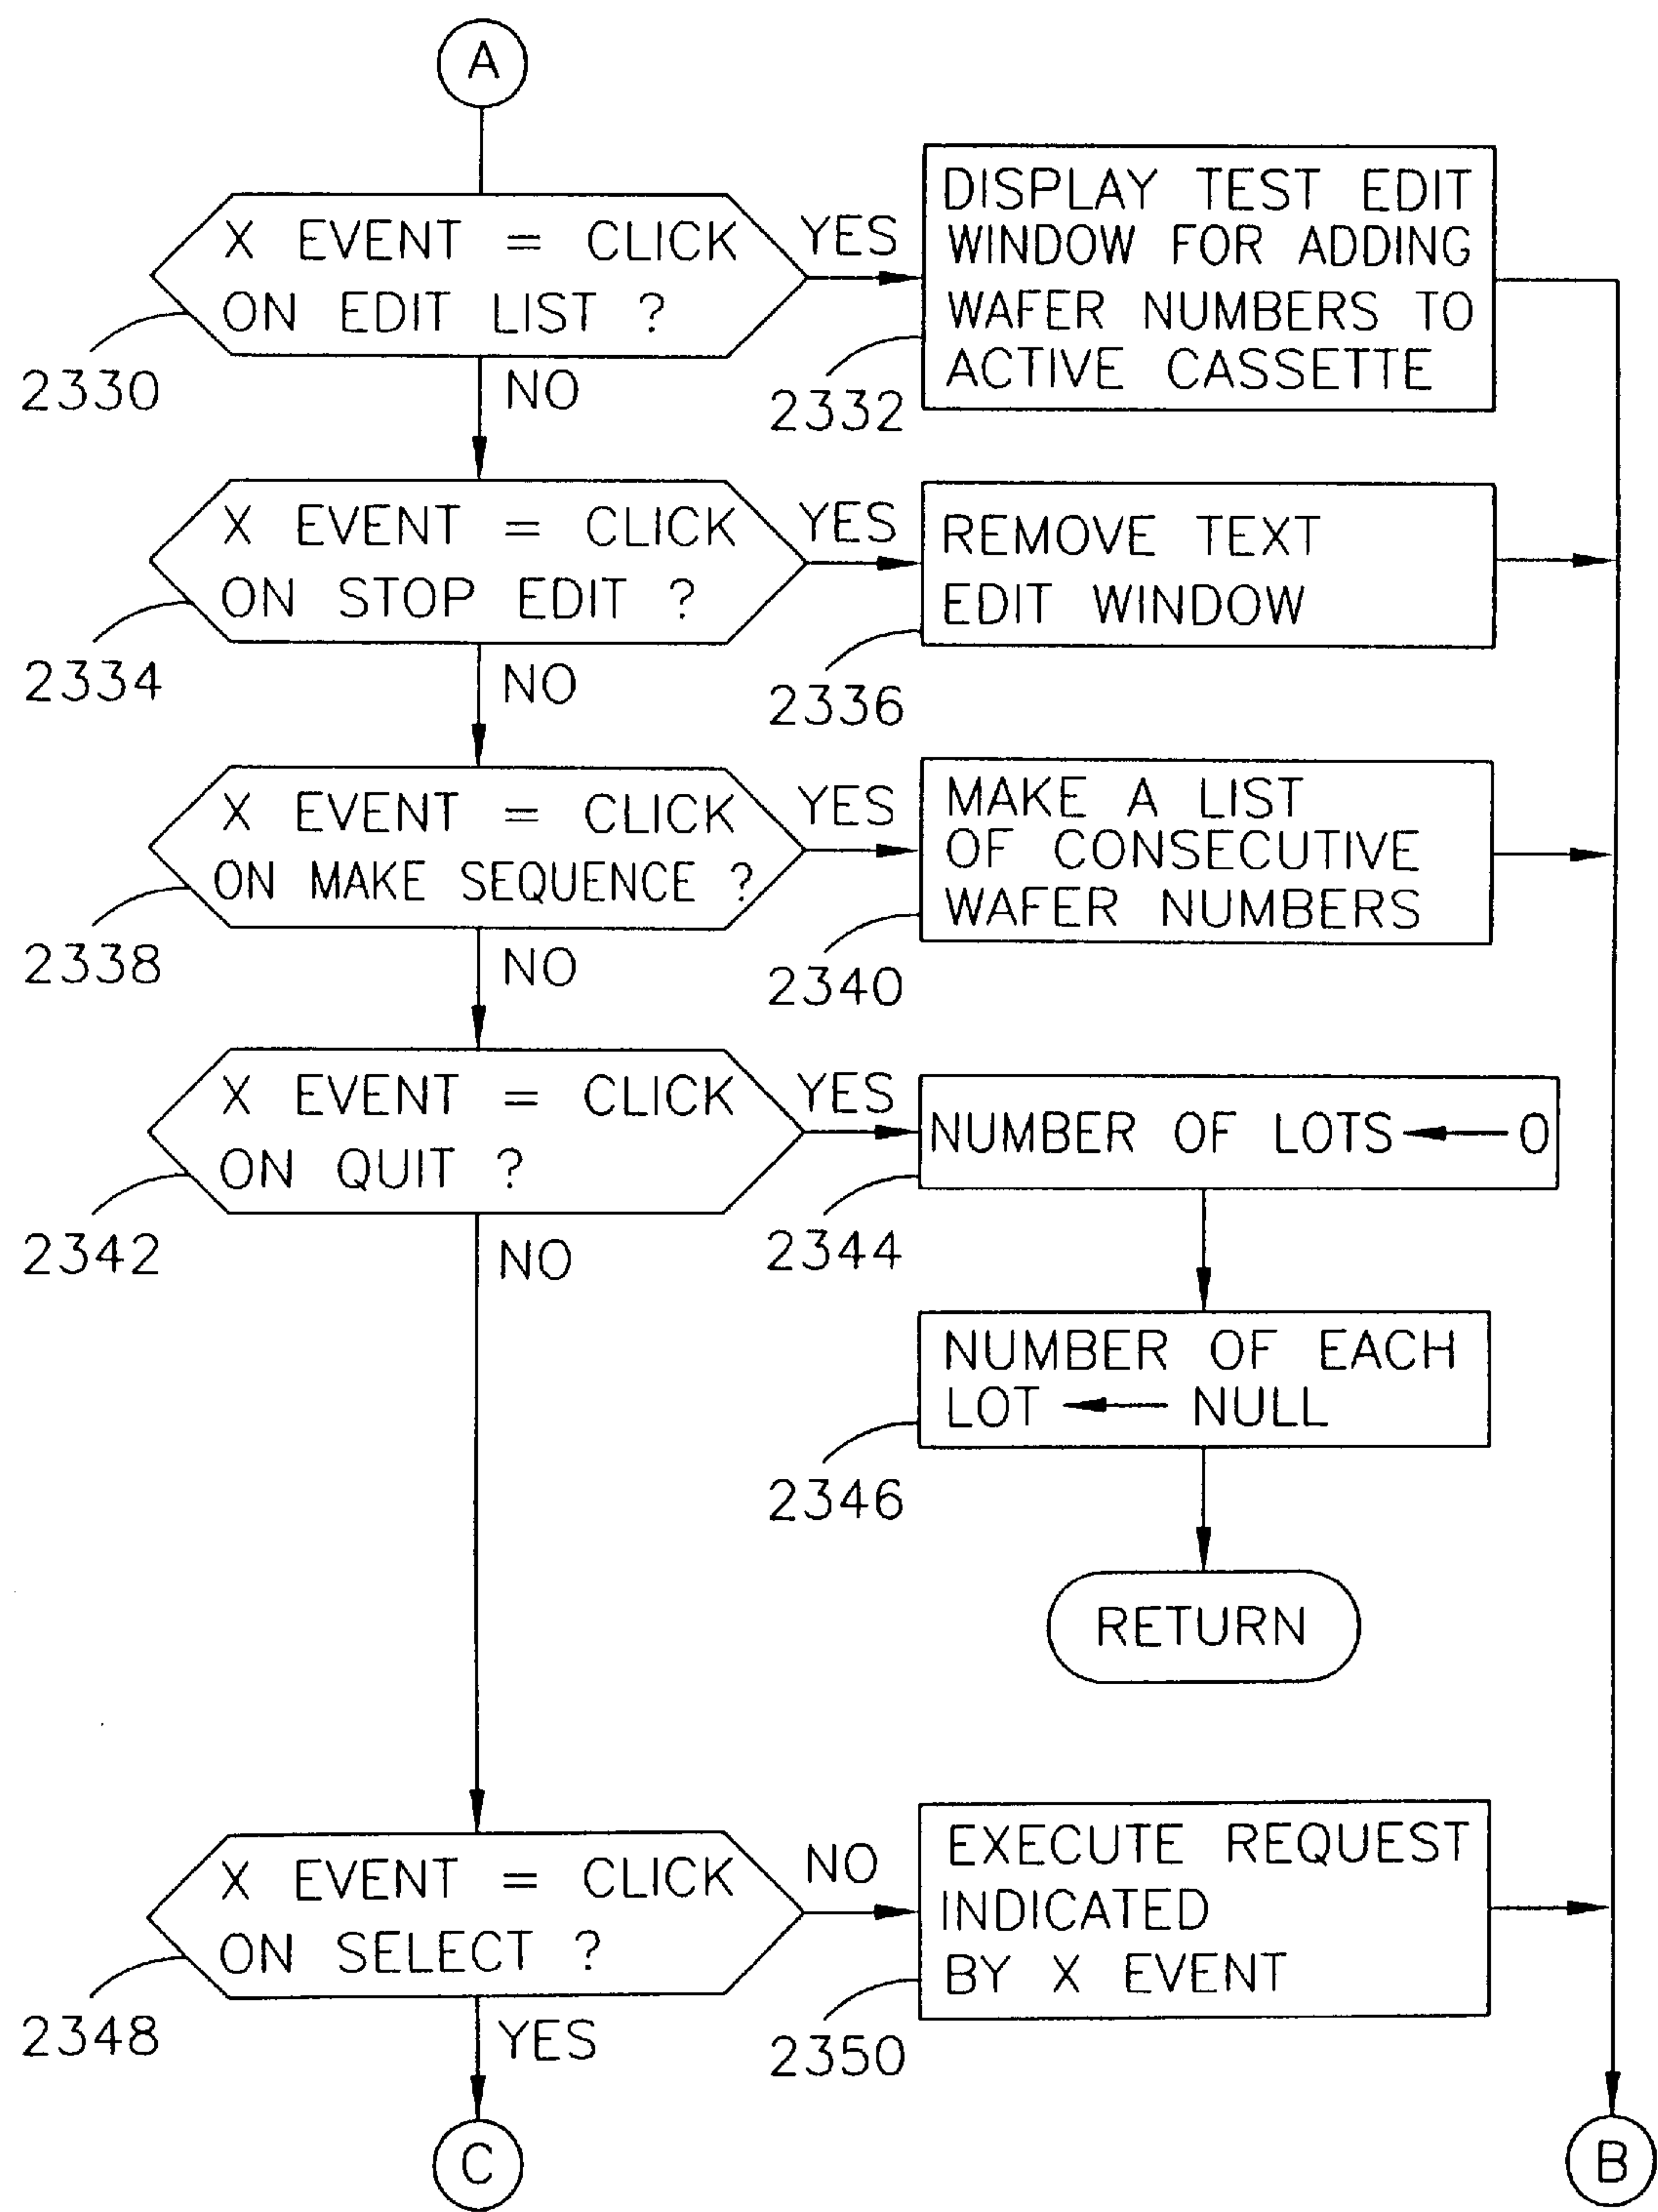 A
X EVENT = CLICK
ON EDIT LIST ?
2330
YES
NO
DISPLAY TEST EDIT
WINDOW FOR ADDING
WAFER NUMBERS TO
ACTIVE CASSETTE
2332
X EVENT = CLICK
ON STOP EDIT ?
2334
YES
NO
REMOVE TEXT
EDIT WINDOW
2336
X EVENT = CLICK
ON MAKE SEQUENCE ?
2338
YES
NO
MAKE A LIST
OF CONSECUTIVE
WAFER NUMBERS
2340
X EVENT = CLICK
ON QUIT ?
2342
YES
NO
NUMBER OF LOTS ← 0
2344
NUMBER OF EACH
LOT ← NULL
2346
RETURN
X EVENT = CLICK
ON SELECT ?
2348
NO
YES
EXECUTE REQUEST
INDICATED
BY X EVENT
2350
C
B